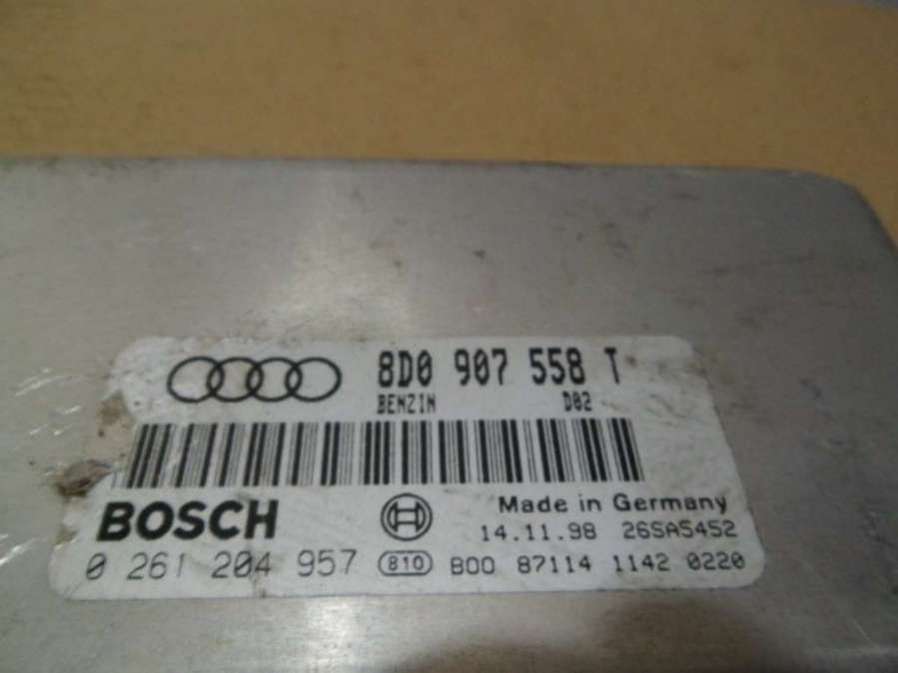 8D0 907 558 T
BENZIN D02
BOSCH Made in Germany
14.11.98 26SA5452
0 261 204 957 810 B00 87114 1142 0220